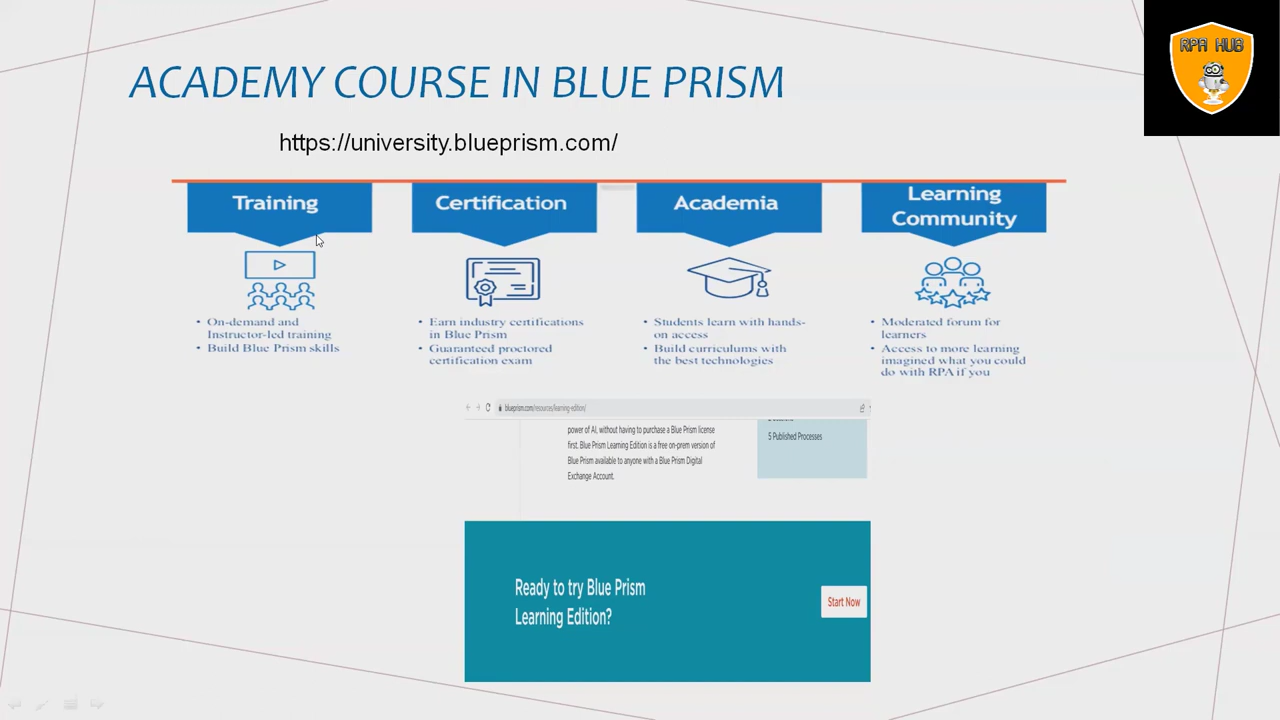 RPA HUB
ACADEMY COURSE IN BLUE PRISM
https://university.blueprism.com/
Training
• On-demand and
Instructor-led training
• Build Blue Prism skills
Certification
• Earn industry certifications
in Blue Prism
• Guaranteed proctored
certification exam
Academia
• Students learn with hands-
on access
• Build curriculums with
the best technologies
Learning
Community
• Moderated forum for
learners
• Access to more learning
imagined what you could
do with RPA if you
blueprism.com/resources/learning-edition/
power of AI, without having to purchase a Blue Prism license
first. Blue Prism Learning Edition is a free on-prem version of
Blue Prism available to anyone with a Blue Prism Digital
Exchange Account.
5 Published Processes
Ready to try Blue Prism
Learning Edition?
Start Now